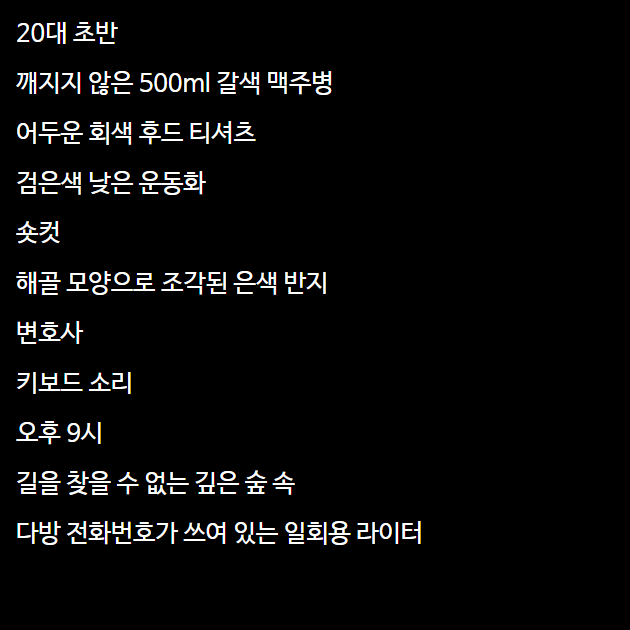 20대 초반
깨지지 않은 500ml 갈색 맥주병
어두운 회색 후드 티셔츠
검은색 낮은 운동화
숏컷
해골 모양으로 조각된 은색 반지
변호사
키보드 소리
오후 9시
길을 찾을 수 없는 깊은 숲 속
다방 전화번호가 쓰여 있는 일회용 라이터